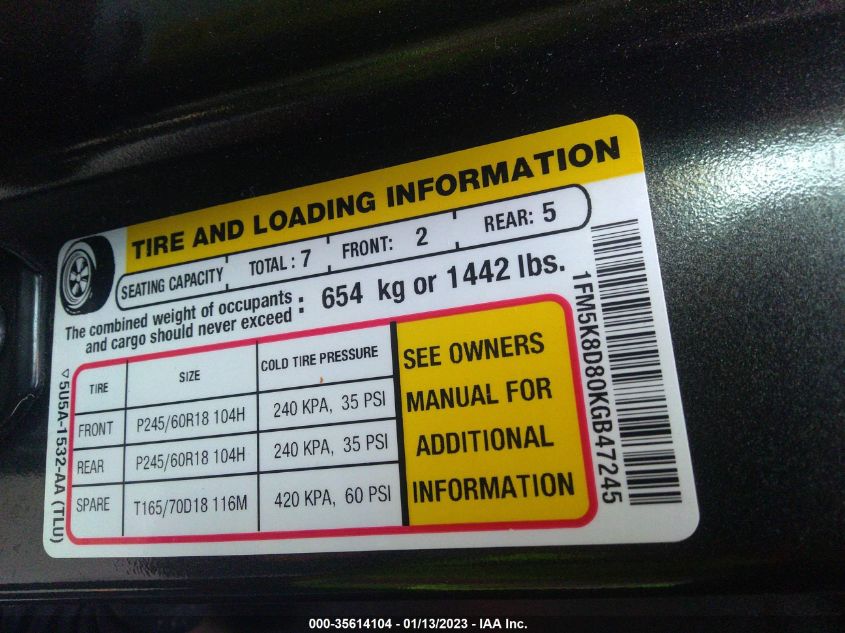 TIRE AND LOADING INFORMATION
SEATING CAPACITY TOTAL : 7 FRONT: 2 REAR: 5
The combined weight of occupants
and cargo should never exceed : 654 kg or 1442 lbs.
TIRE SIZE COLD TIRE PRESSURE
FRONT P245/60R18 104H 240 KPA, 35 PSI
REAR P245/60R18 104H 240 KPA, 35 PSI
SPARE T165/70D18 116M 420 KPA, 60 PSI
SEE OWNERS
MANUAL FOR
ADDITIONAL
INFORMATION
▽5U5A-1532-AA (TLU)
1FM5K8D80KGB47245
000-35614104 - 01/13/2023 - IAA Inc.